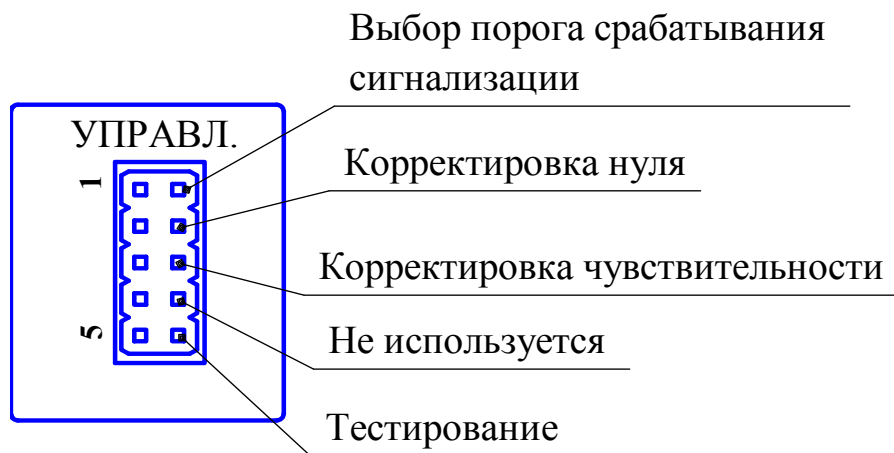 Выбор порога срабатывания
сигнализации
УПРАВЛ.
1
Корректировка нуля
Корректировка чувствительности
Не используется
5
Тестирование